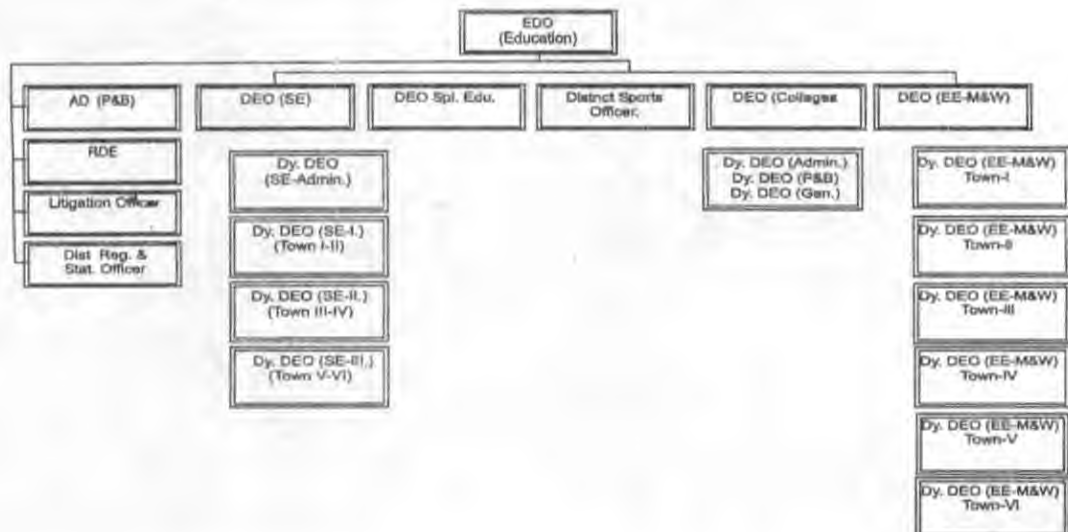 EDO
(Education)
AD (P&B)
DEO (SE)
DEO Spl. Edu.
District Sports
Officer.
DEO (Colleges
DEO (EE-M&W)
RDE
Litigation Officer
Dist Reg. &
Stat. Officer
Dy. DEO
(SE-Admin.)
Dy. DEO (SE-I.)
(Town I-II)
Dy. DEO (SE-II.)
(Town III-IV)
Dy. DEO (SE-III.)
(Town V-VI)
Dy. DEO (Admin.)
Dy. DEO (P&B)
Dy. DEO (Gen.)
Dy. DEO (EE-M&W)
Town-I
Dy. DEO (EE-M&W)
Town-II
Dy. DEO (EE-M&W)
Town-III
Dy. DEO (EE-M&W)
Town-IV
Dy. DEO (EE-M&W)
Town-V
Dy. DEO (EE-M&W)
Town-VI